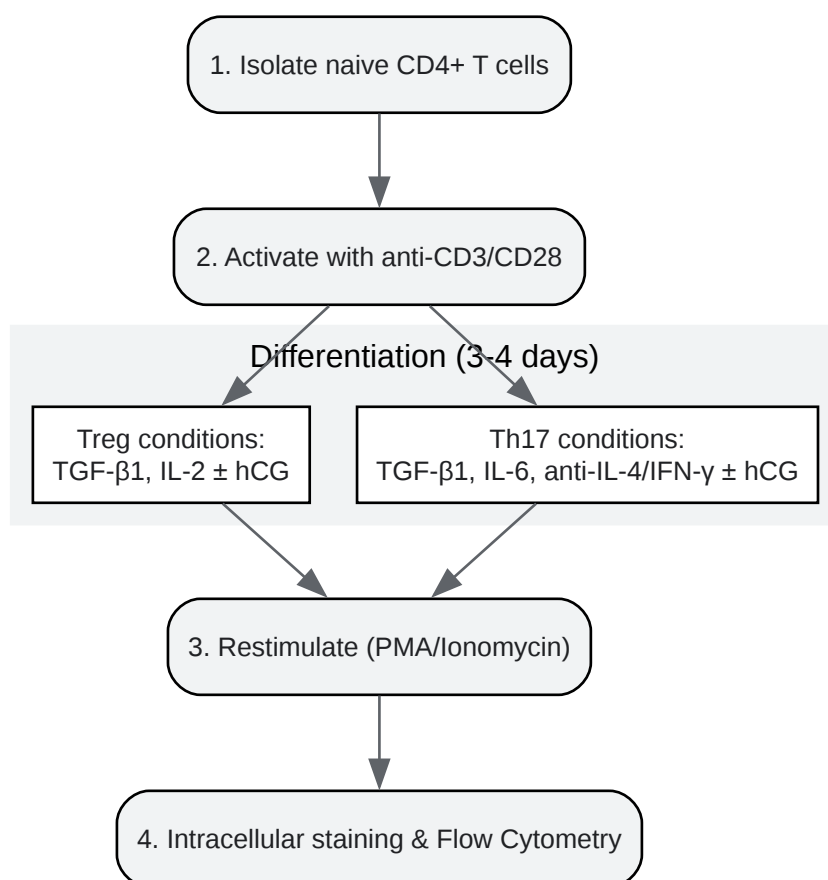 1. Isolate naive CD4+ T cells
2. Activate with anti-CD3/CD28
Differentiation (3-4 days)
Treg conditions:
TGF-β1, IL-2 ± hCG
Th17 conditions:
TGF-β1, IL-6, anti-IL-4/IFN-γ ± hCG
3. Restimulate (PMA/Ionomycin)
4. Intracellular staining & Flow Cytometry